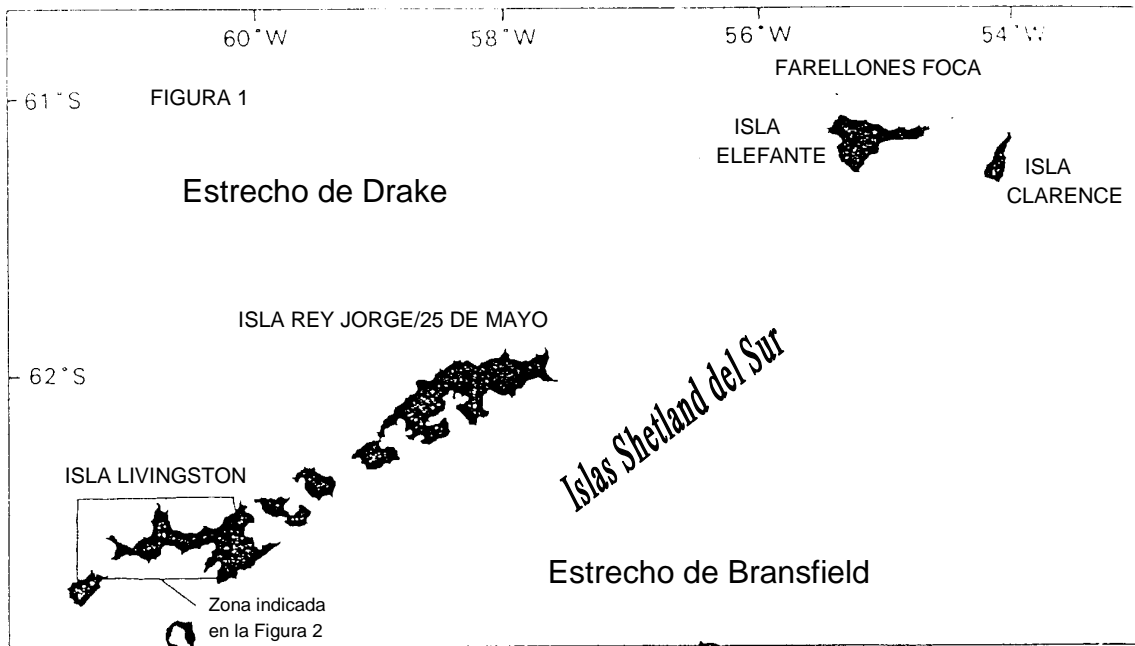 60°W
58°W
56°W
54°W
FARELLONES FOCA
61°S
FIGURA 1
ISLA
ELEFANTE
ISLA
CLARENCE
Estrecho de Drake
ISLA REY JORGE/25 DE MAYO
62°S
Islas Shetland del Sur
ISLA LIVINGSTON
Estrecho de Bransfield
Zona indicada
en la Figura 2